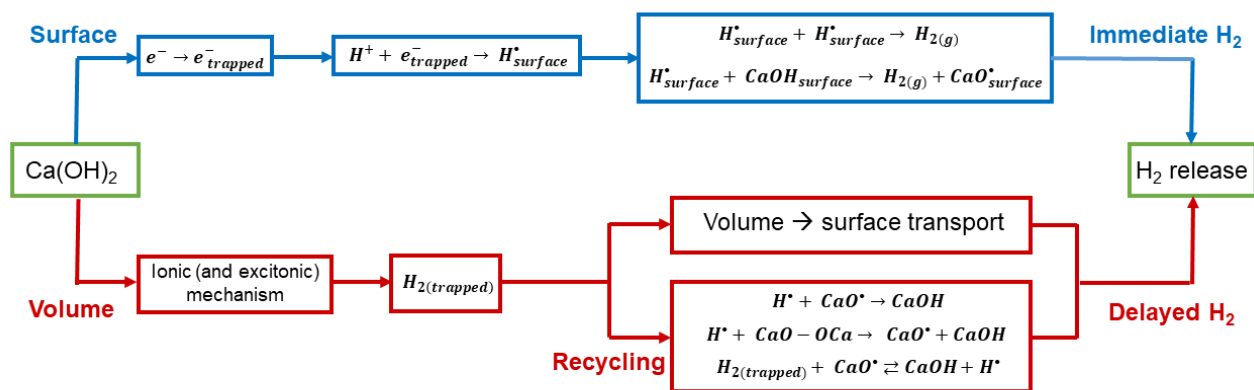 Surface
e⁻ → e⁻trapped
H⁺ + e⁻trapped → H•surface
H•surface + H•surface → H2(g)
H•surface + CaOHsurface → H2(g) + CaO•surface
Immediate H2
Ca(OH)2
H2 release
Volume
Ionic (and excitonic)
mechanism
H2(trapped)
Volume → surface transport
Recycling
H• + CaO• → CaOH
H• + CaO − OCa → CaO• + CaOH
H2(trapped) + CaO• ⇄ CaOH + H•
Delayed H2